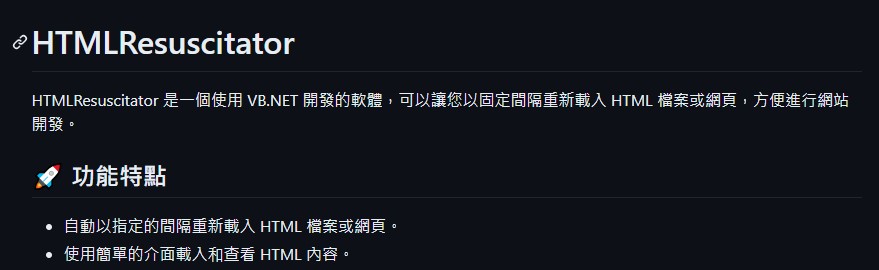 HTMLResuscitator
HTMLResuscitator 是一個使用 VB.NET 開發的軟體，可以讓您以固定間隔重新載入 HTML 檔案或網頁，方便進行網站
開發。
🚀 功能特點
• 自動以指定的間隔重新載入 HTML 檔案或網頁。
• 使用簡單的介面載入和查看 HTML 內容。